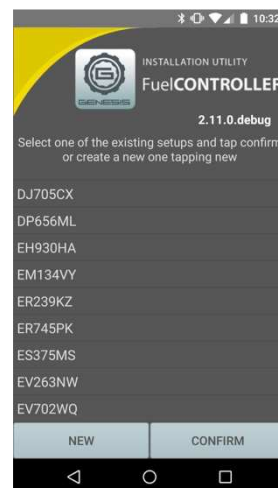 10:32
GENESIS
INSTALLATION UTILITY
FuelCONTROLLER
2.11.0.debug
Select one of the existing setups and tap confirm
or create a new one tapping new
DJ705CX
DP656ML
EH930HA
EM134VY
ER239KZ
ER745PK
ES375MS
EV263NW
EV702WQ
NEW CONFIRM